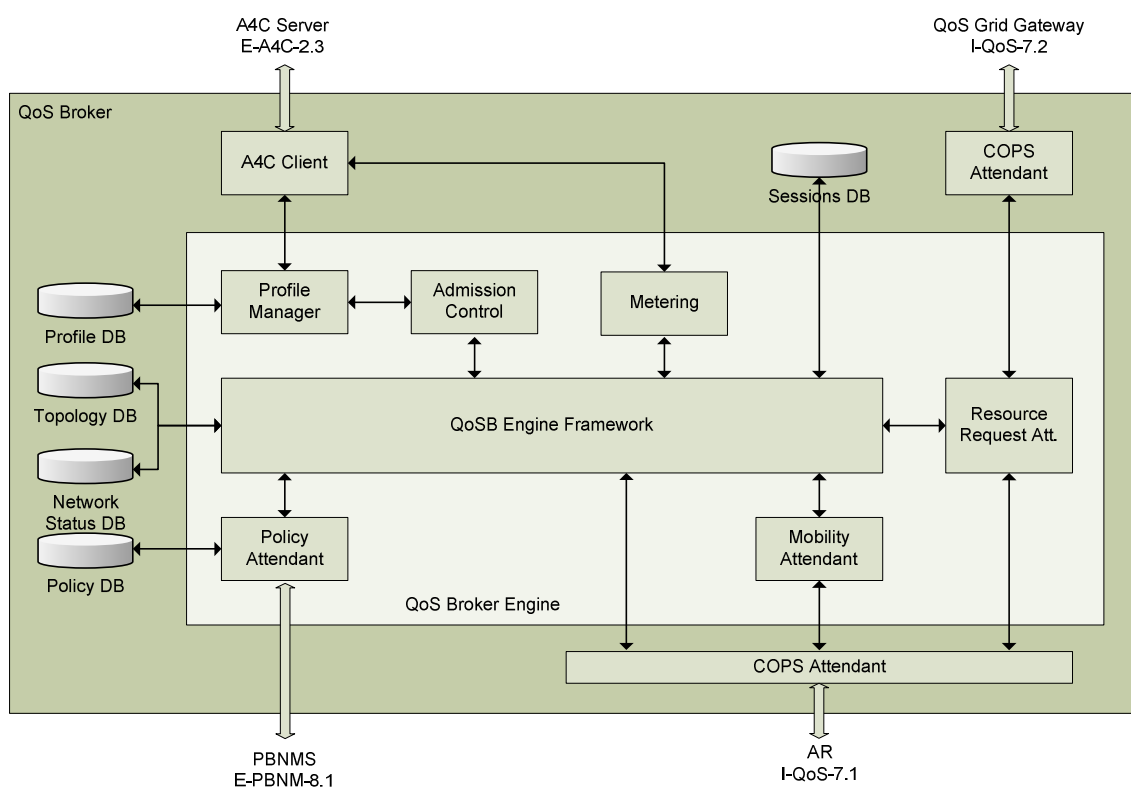 A4C Server
E-A4C-2.3
QoS Grid Gateway
I-QoS-7.2
QoS Broker
A4C Client
COPS
Attendant
Sessions DB
Profile
Manager
Admission
Control
Metering
Profile DB
Topology DB
QoSB Engine Framework
Resource
Request Att.
Network
Status DB
Policy
Attendant
Mobility
Attendant
Policy DB
QoS Broker Engine
COPS Attendant
PBNMS
E-PBNM-8.1
AR
I-QoS-7.1